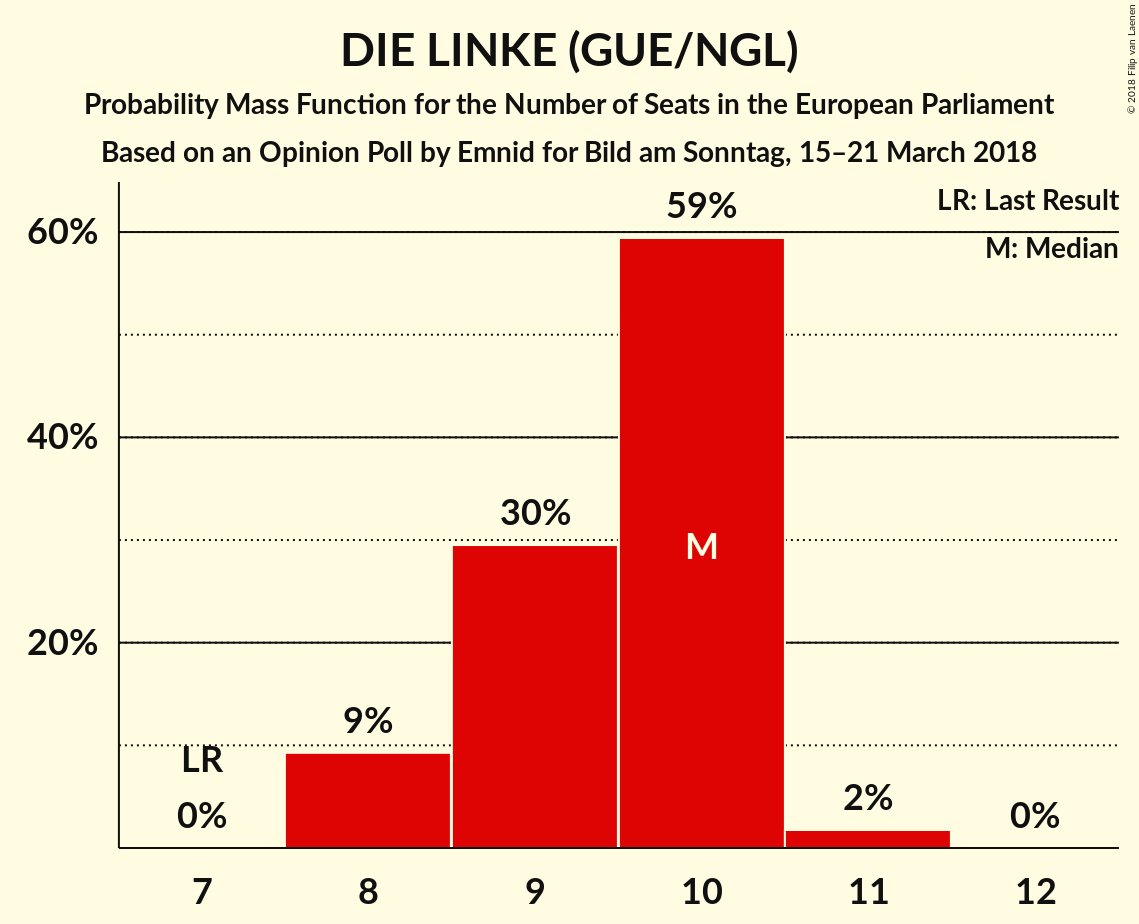 DIE LINKE (GUE/NGL)
Probability Mass Function for the Number of Seats in the European Parliament
Based on an Opinion Poll by Emnid for Bild am Sonntag, 15–21 March 2018
© 2018 Filip van Laenen
LR: Last Result
M: Median
60%
40%
20%
LR
0%
9%
30%
59%
M
2%
0%
7 8 9 10 11 12